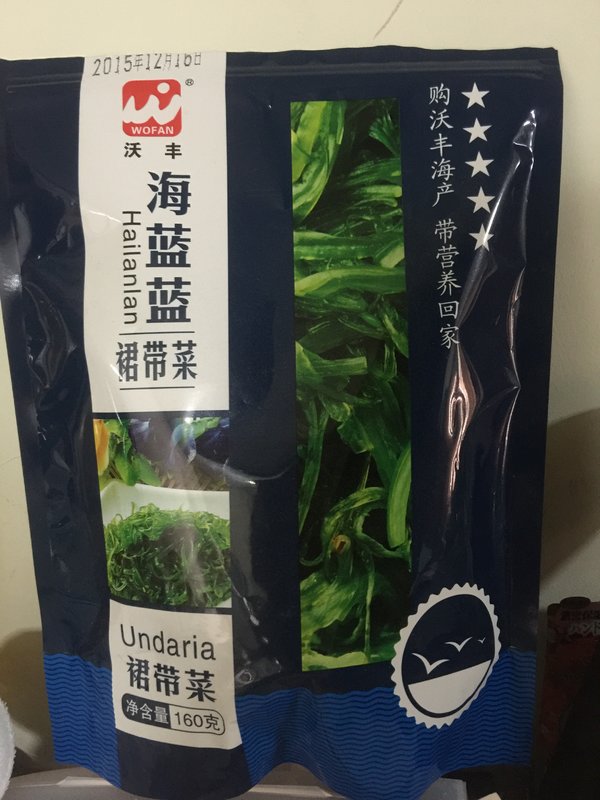 2015年12月16日
WOFAN
®
沃丰
海蓝蓝
Hailanlan
裙带菜
购沃丰海产 带营养回家
Undaria
裙带菜
净含量 160克